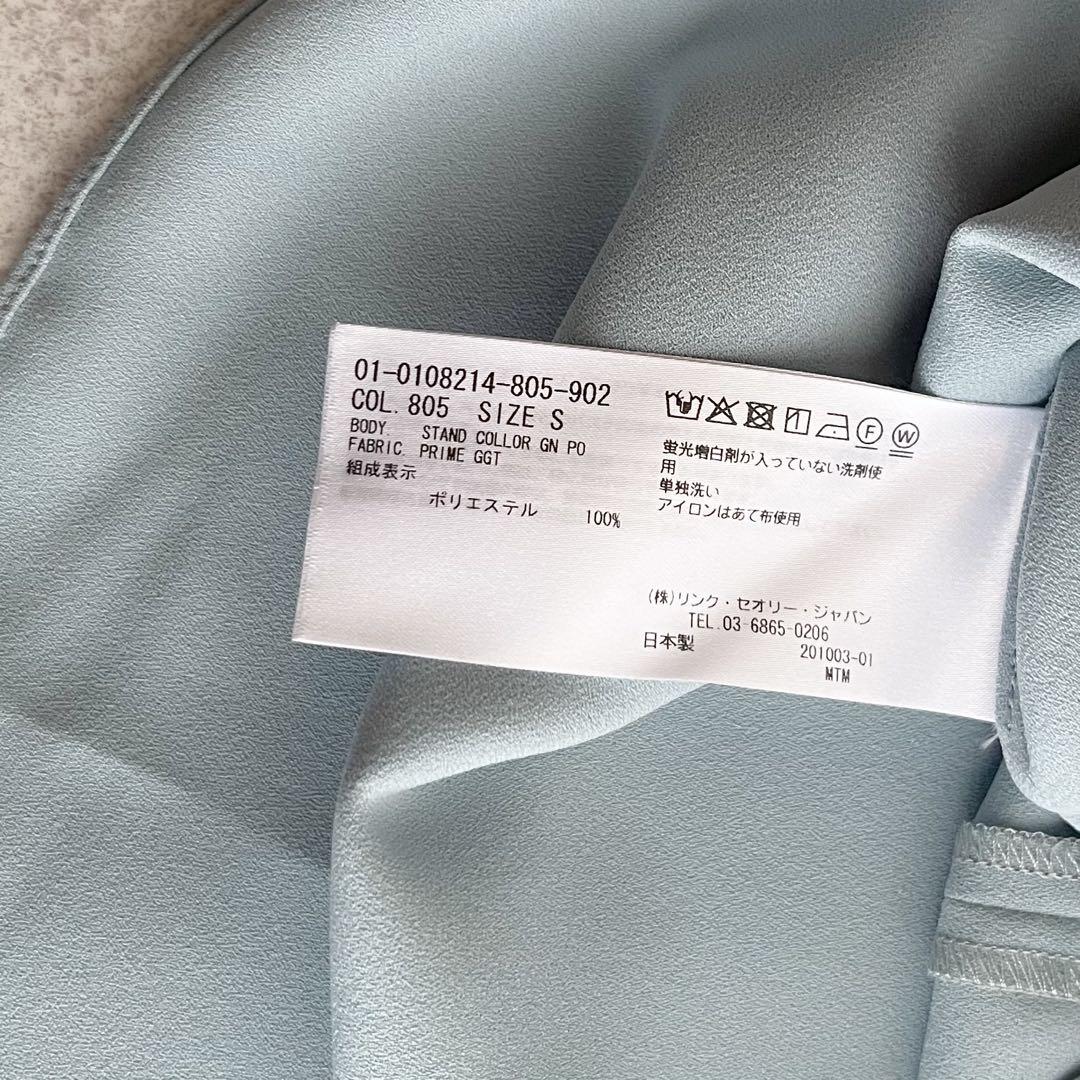 01-0108214-805-902
COL. 805 SIZE S
BODY. STAND COLLOR GN PO
FABRIC. PRIME GGT
組成表示
ポリエステル 100%
F W
蛍光増白剤が入っていない洗剤使
用
単独洗い
アイロンはあて布使用
(株)リンク・セオリー・ジャパン
TEL.03-6865-0206
日本製 201003-01
MTM